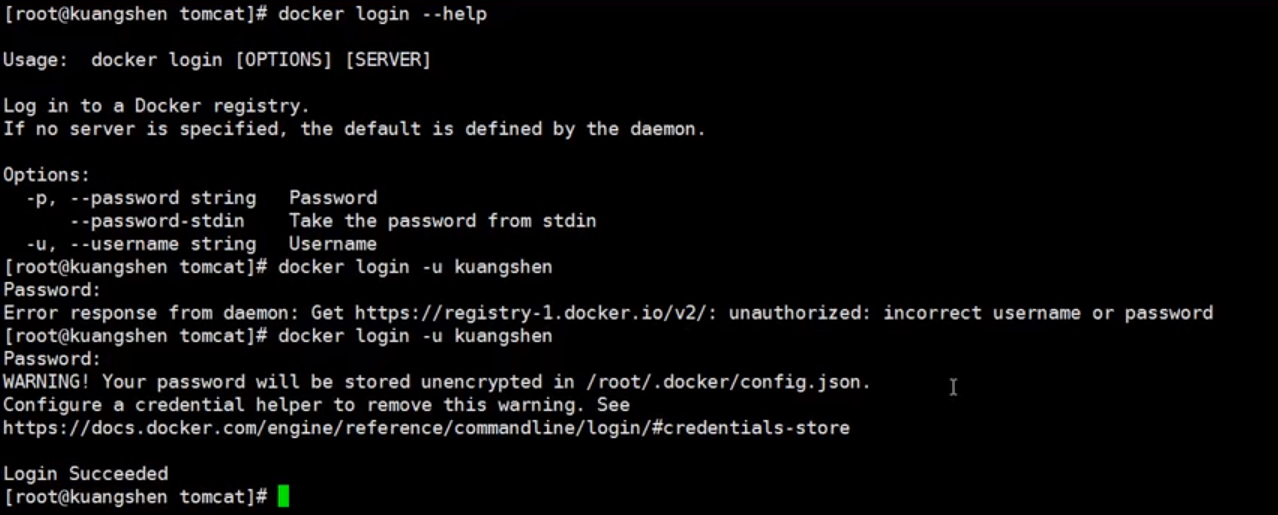 [root@kuangshen tomcat]# docker login --help
Usage:  docker login [OPTIONS] [SERVER]
Log in to a Docker registry.
If no server is specified, the default is defined by the daemon.
Options:
  -p, --password string   Password
      --password-stdin    Take the password from stdin
  -u, --username string   Username
[root@kuangshen tomcat]# docker login -u kuangshen
Password:
Error response from daemon: Get https://registry-1.docker.io/v2/: unauthorized: incorrect username or password
[root@kuangshen tomcat]# docker login -u kuangshen
Password:
WARNING! Your password will be stored unencrypted in /root/.docker/config.json.
Configure a credential helper to remove this warning. See
https://docs.docker.com/engine/reference/commandline/login/#credentials-store
Login Succeeded
[root@kuangshen tomcat]#